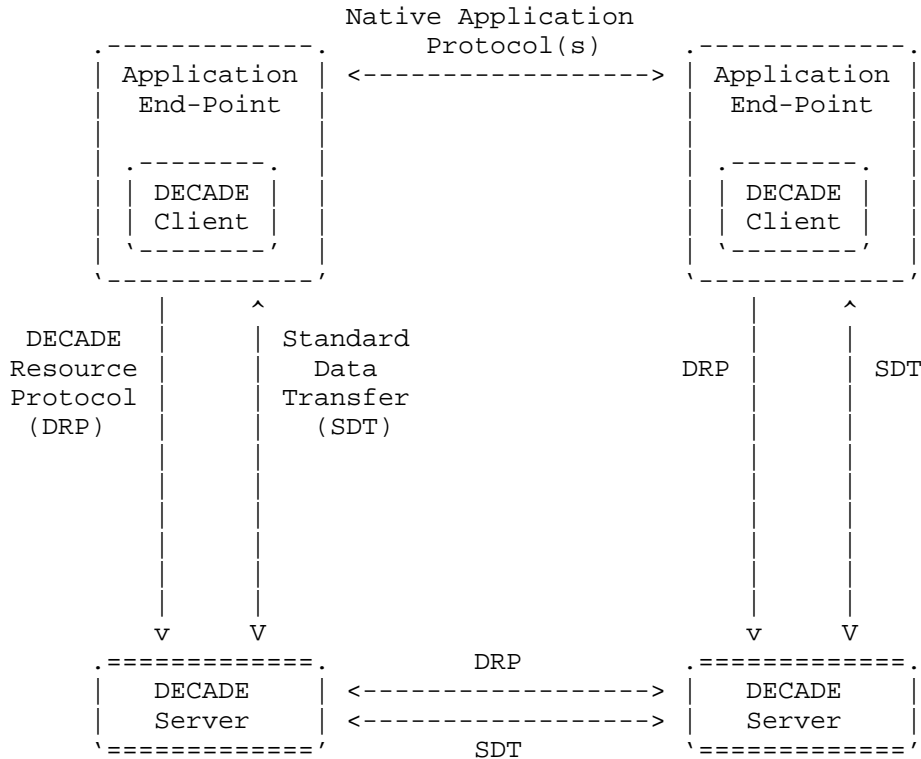 Native Application
Protocol(s)
Application
End-Point
DECADE
Client
Application
End-Point
DECADE
Client
DECADE
Resource
Protocol
(DRP)
Standard
Data
Transfer
(SDT)
DRP
SDT
DECADE
Server
DRP
SDT
DECADE
Server